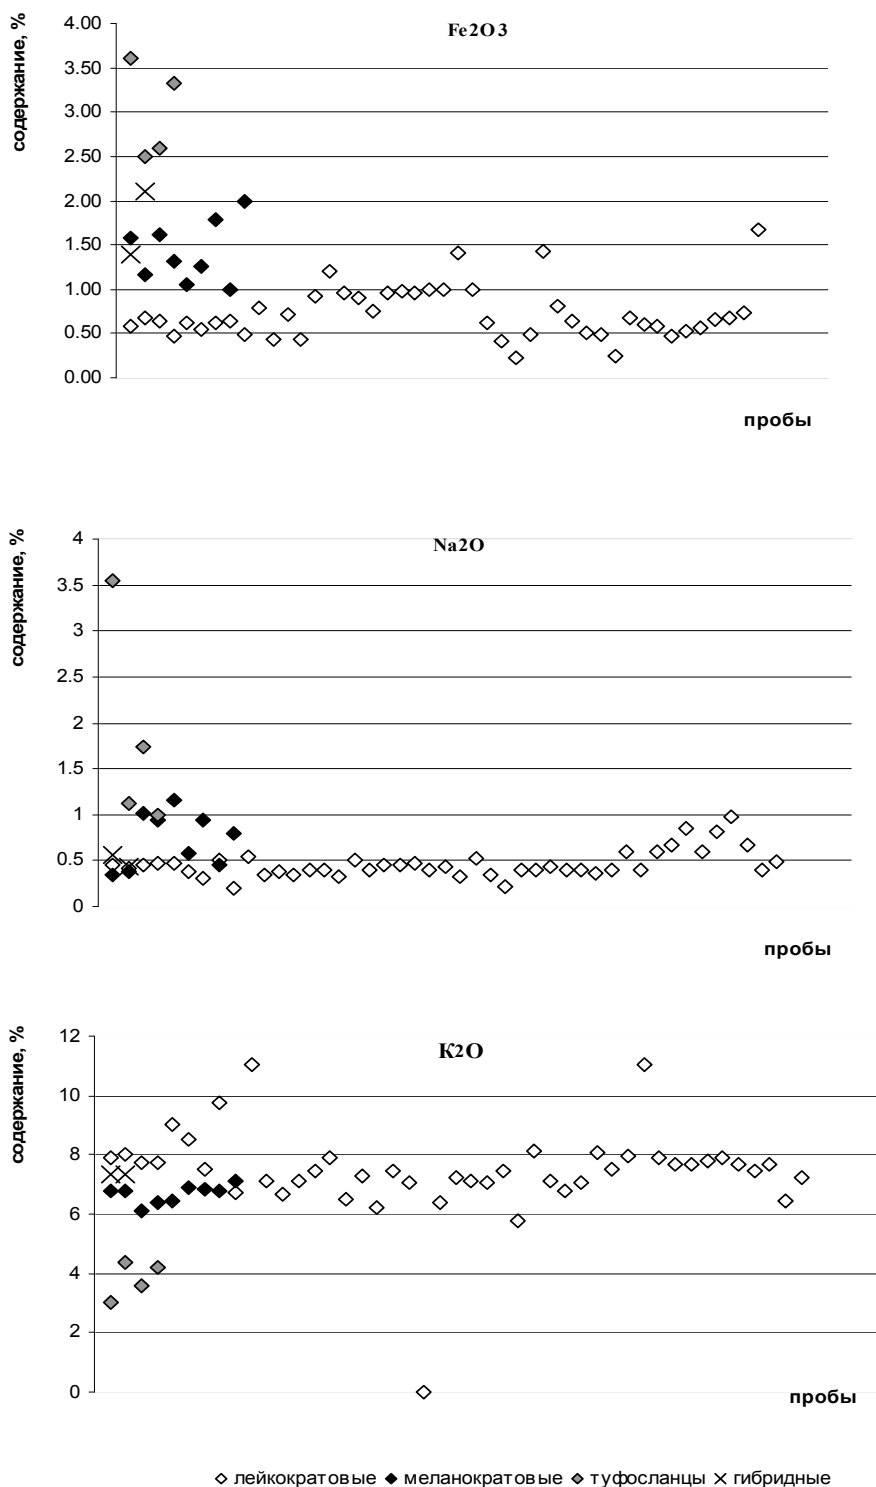 содержание, %
Fe2O3
4.00
3.50
3.00
2.50
2.00
1.50
1.00
0.50
0.00
пробы
содержание, %
Na2O
4
3.5
3
2.5
2
1.5
1
0.5
0
пробы
содержание, %
K2O
12
10
8
6
4
2
0
пробы
лейкократовые меланократовые туфосланцы гибридные